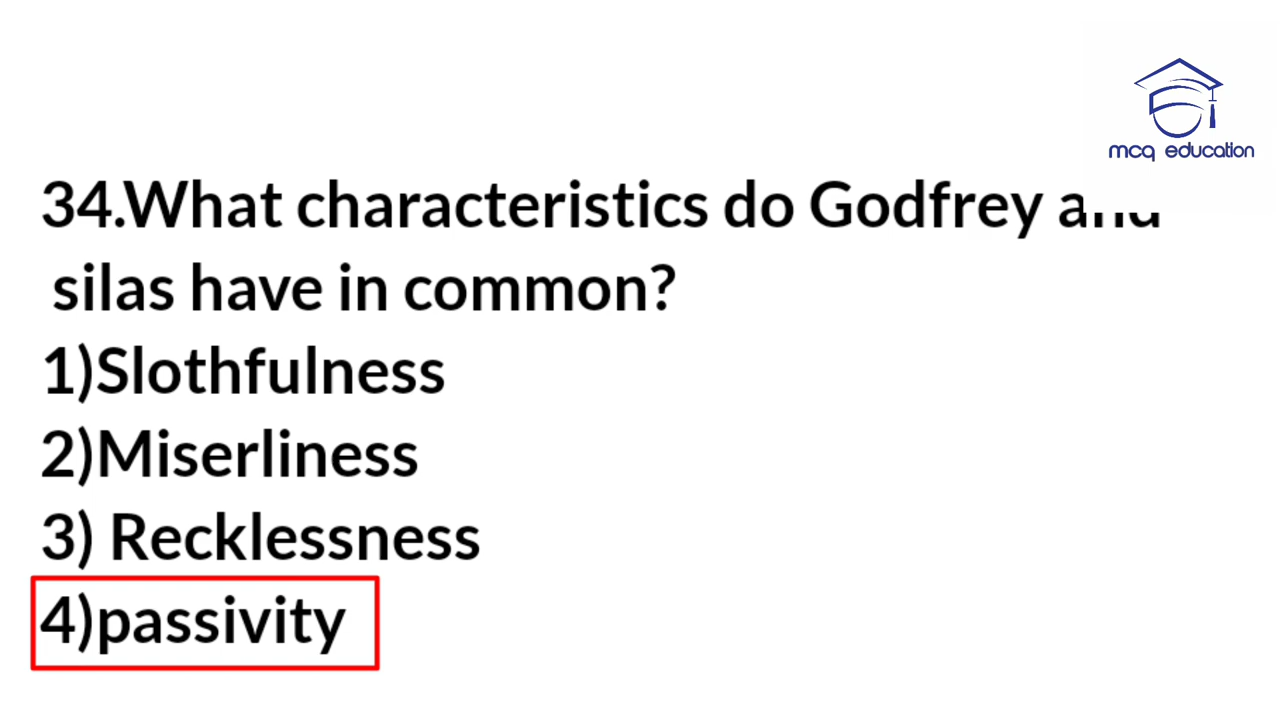 mcq education
34.What characteristics do Godfrey and
silas have in common?
1)Slothfulness
2)Miserliness
3) Recklessness
4)passivity